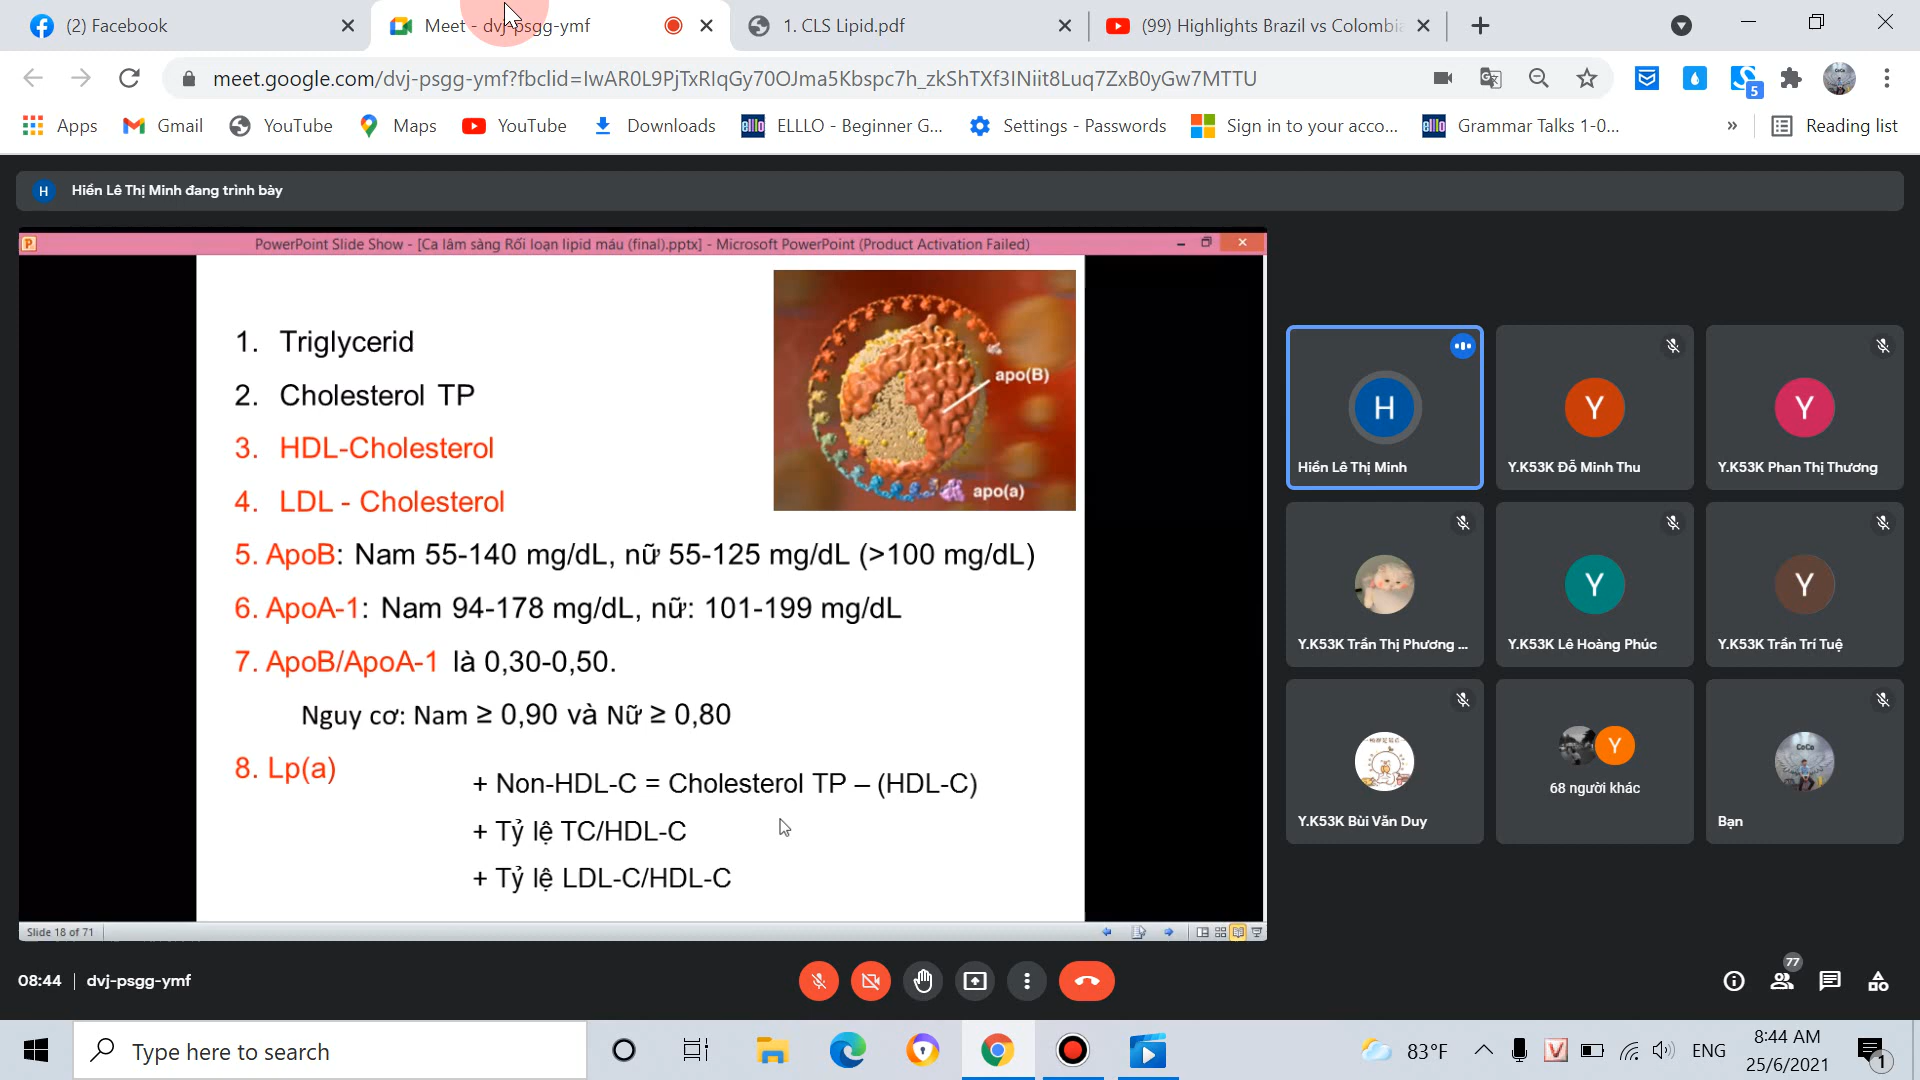 (2) Facebook
Meet - dvj-psgg-ymf
1. CLS Lipid.pdf
(99) Highlights Brazil vs Colombi
meet.google.com/dvj-psgg-ymf?fbclid=IwAR0L9PjTxRIqGy70OJma5Kbspc7h_zkShTXf3INiit8Luq7ZxB0yGw7MTTU
5
Apps
Gmail
YouTube
Maps
YouTube
Downloads
ELLLO - Beginner G...
Settings - Passwords
Sign in to your acco...
Grammar Talks 1-0...
»
Reading list
H
Hiền Lê Thị Minh đang trình bày
PowerPoint Slide Show - [Ca lâm sàng Rối loạn lipid máu (final).pptx] - Microsoft PowerPoint (Product Activation Failed)
1. Triglycerid
2. Cholesterol TP
3. HDL-Cholesterol
4. LDL - Cholesterol
apo(B)
apo(a)
5. ApoB: Nam 55-140 mg/dL, nữ 55-125 mg/dL (>100 mg/dL)
6. ApoA-1: Nam 94-178 mg/dL, nữ: 101-199 mg/dL
7. ApoB/ApoA-1 là 0,30-0,50.
Nguy cơ: Nam ≥ 0,90 và Nữ ≥ 0,80
8. Lp(a)
+ Non-HDL-C = Cholesterol TP – (HDL-C)
+ Tỷ lệ TC/HDL-C
+ Tỷ lệ LDL-C/HDL-C
Slide 18 of 71
H
Hiền Lê Thị Minh
Y
Y.K53K Đỗ Minh Thu
Y
Y.K53K Phan Thị Thương
Y.K53K Trần Thị Phương ...
Y
Y.K53K Lê Hoàng Phúc
Y
Y.K53K Trần Trí Tuệ
Y.K53K Bùi Văn Duy
Y
68 người khác
CoCo
Bạn
08:44 | dvj-psgg-ymf
77
Type here to search
83°F
ENG
8:44 AM
25/6/2021
1